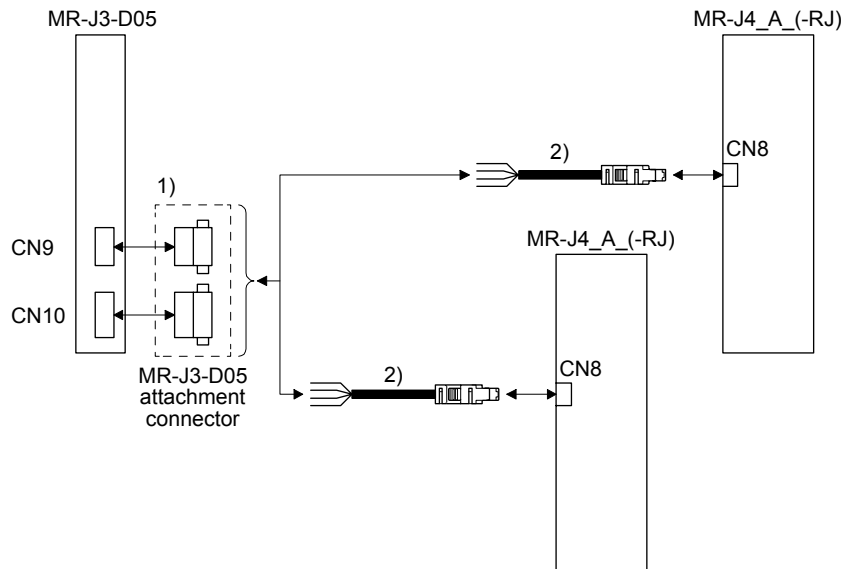 MR-J3-D05
MR-J4_A_(-RJ)
2)
CN8
1)
CN9
MR-J4_A_(-RJ)
CN10
2)
CN8
MR-J3-D05
attachment
connector